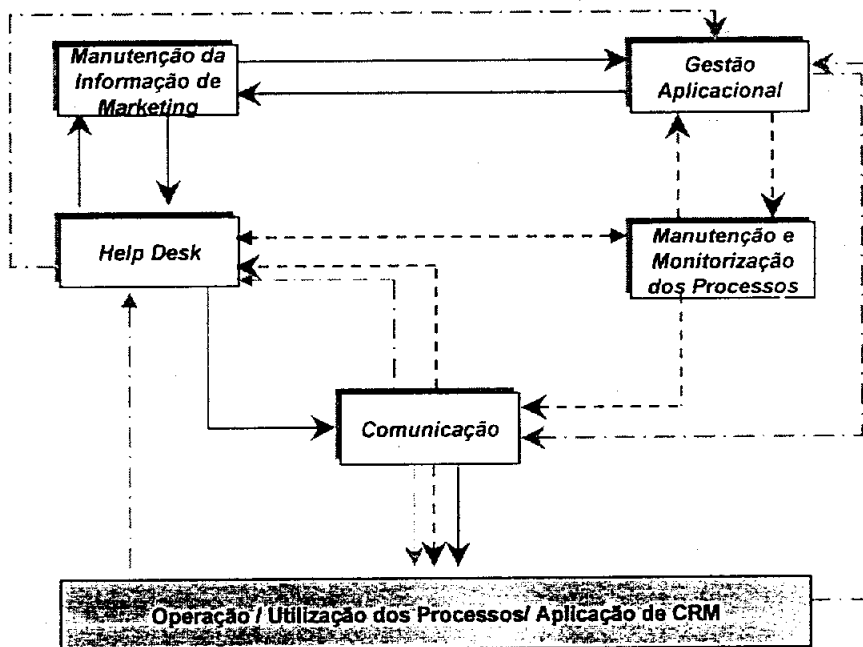 Manutenção da
Informação de
Marketing
Gestão
Aplicacional
Help Desk
Manutenção e
Monitorização
dos Processos
Comunicação
Operação / Utilização dos Processos/ Aplicação de CRM